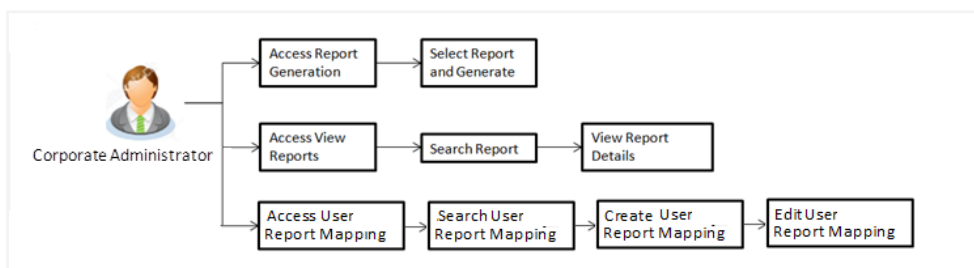 Access Report
Generation
Select Report
and Generate
Corporate Administrator
Access View
Reports
Search Report
View Report
Details
Access User
Report Mapping
Search User
Report Mapping
Create User
Report Mapping
Edit User
Report Mapping